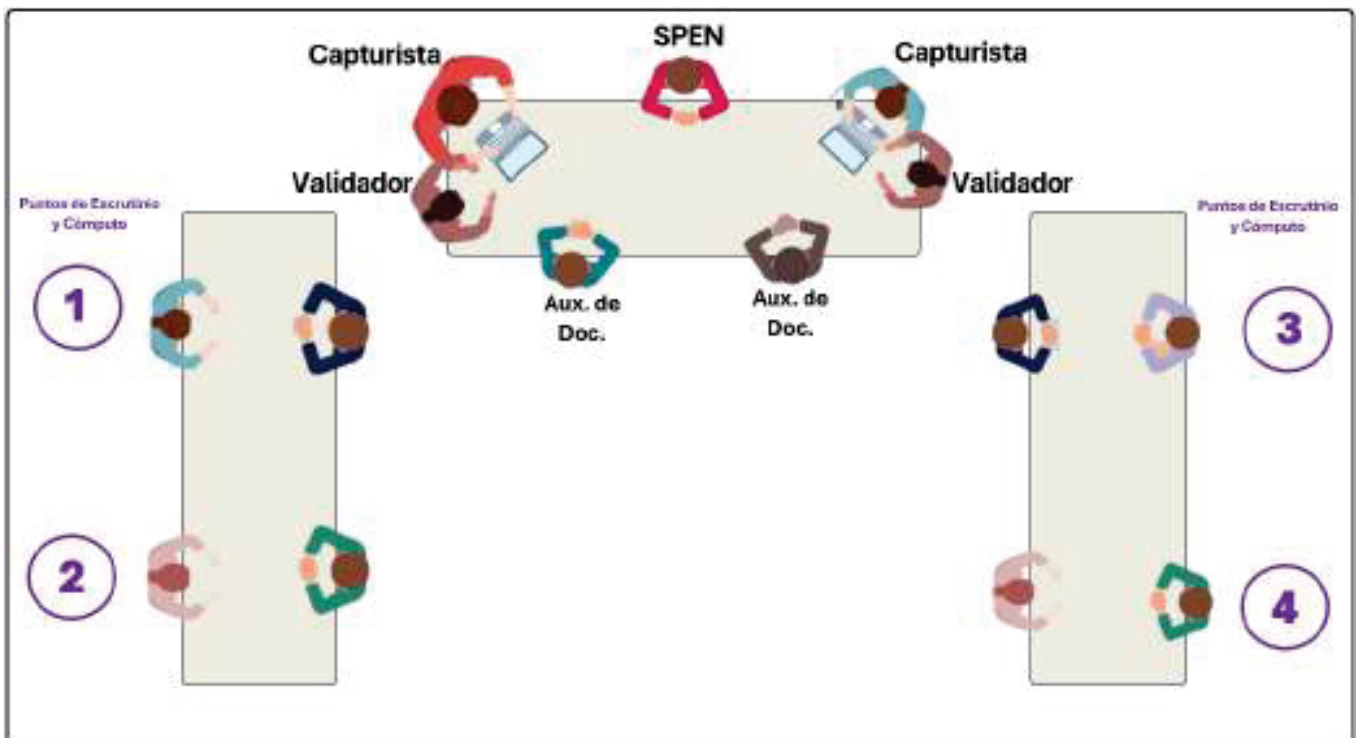 SPEN
Capturista
Capturista
Validador
Validador
Puntos de Escrutinio
y Cómputo
Puntos de Escrutinio
y Cómputo
1
Aux. de
Doc.
Aux. de
Doc.
3
2
4